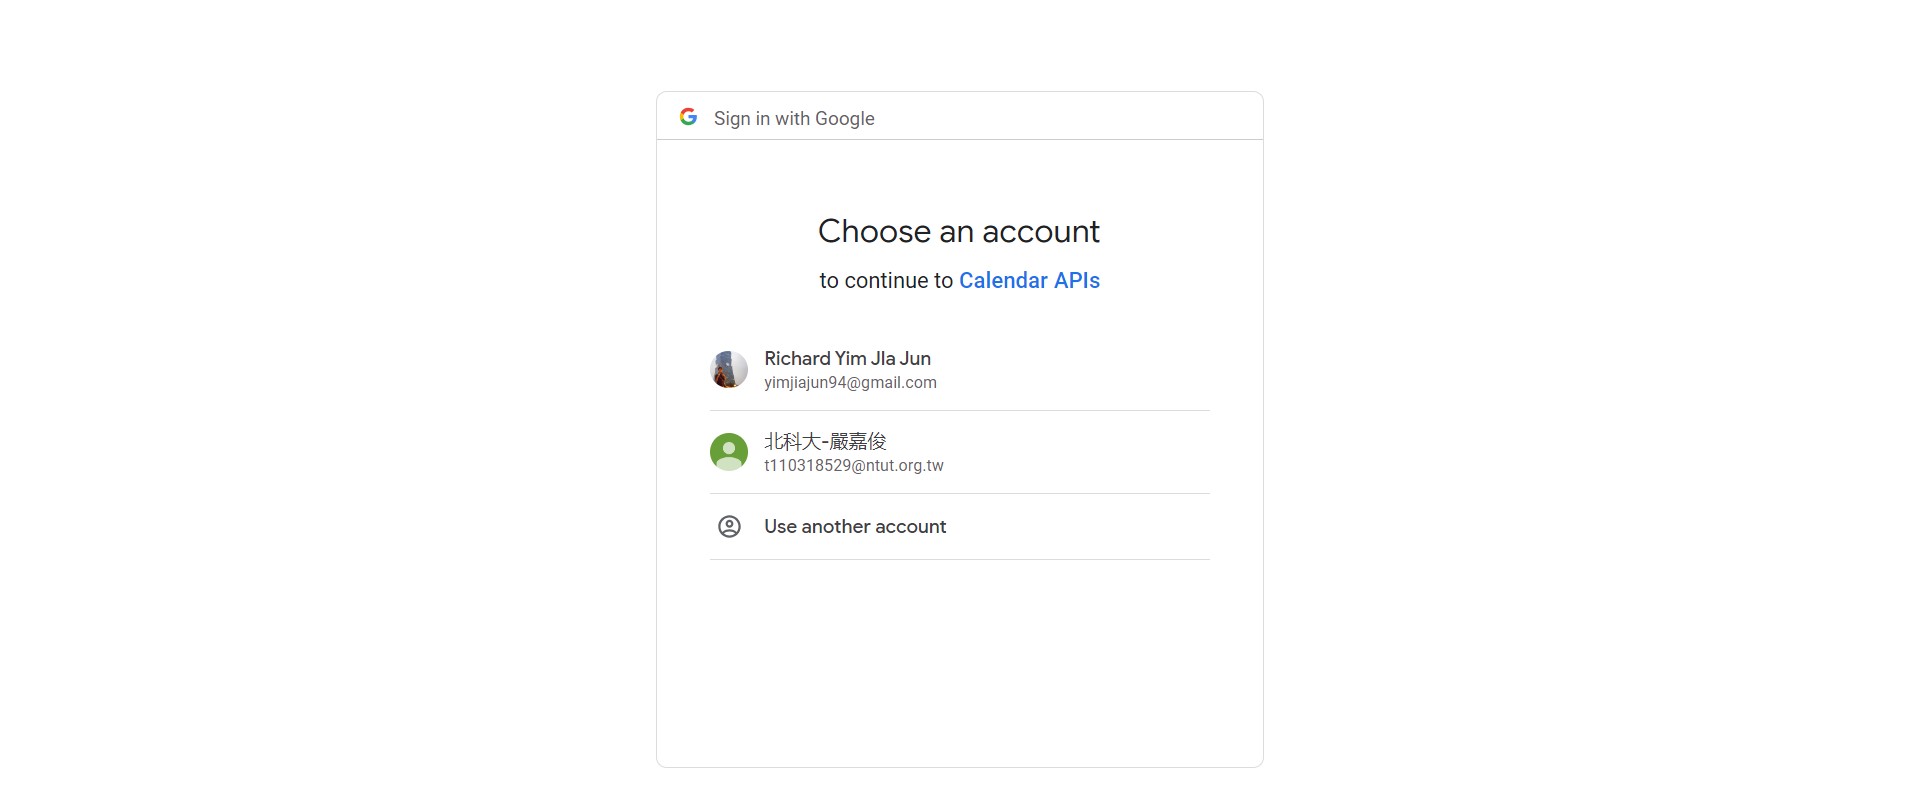 Sign in with Google
Choose an account
to continue to Calendar APIs
Richard Yim JIa Jun
yimjiajun94@gmail.com
北科大-嚴嘉俊
t110318529@ntut.org.tw
Use another account